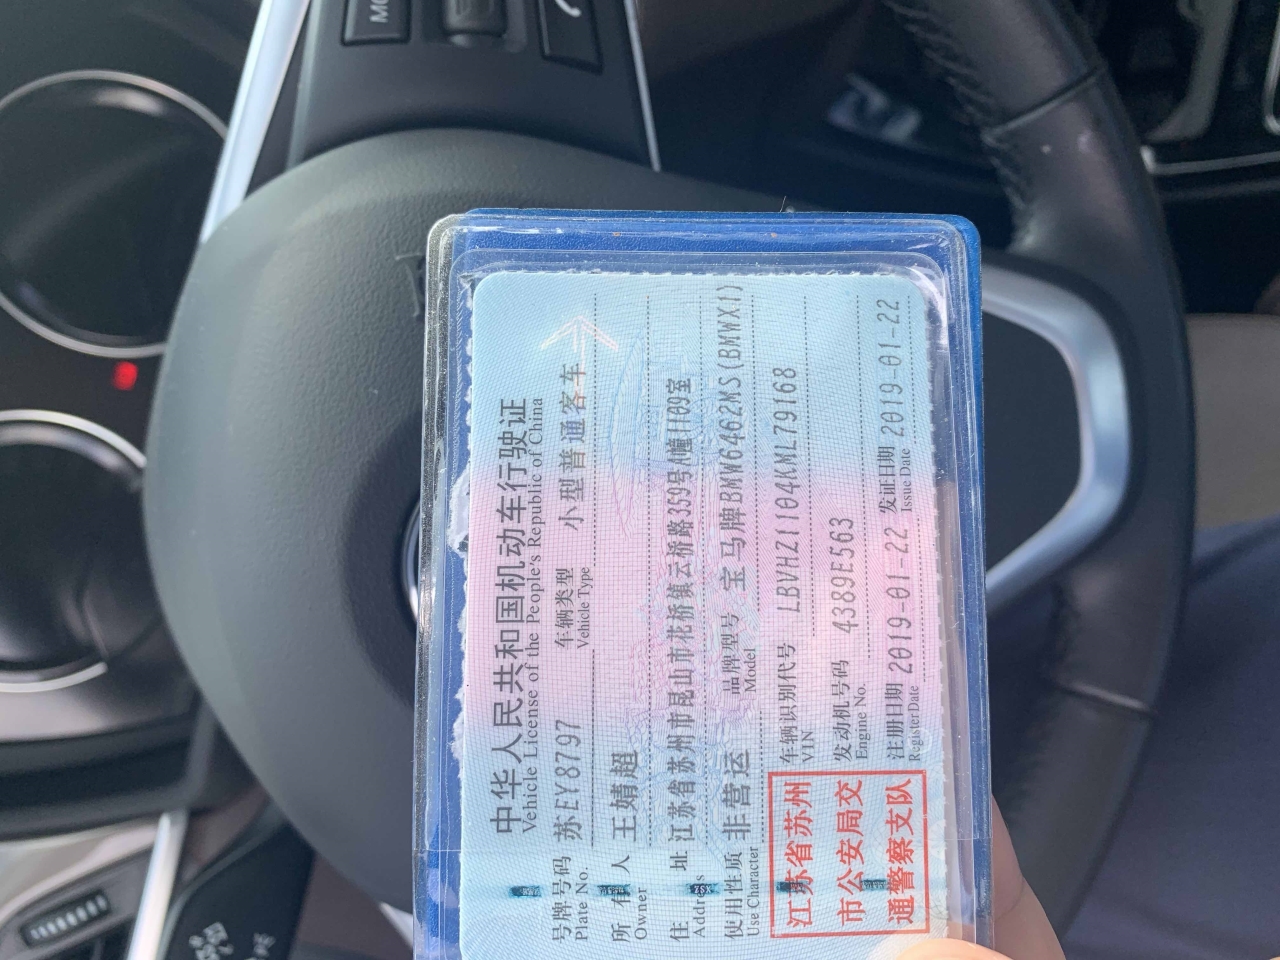 中华人民共和国机动车行驶证
Vehicle License of the People's Republic of China
号牌号码 苏EY8797 车辆类型 小型普通客车
Plate No. Vehicle Type
所有人 王婧超
Owner
住址 江苏省苏州市昆山市花桥镇云桥路359号1幢1109室
Address
使用性质 非营运 品牌型号 宝马牌BMW6462MS(BMWX1)
Use Character Model
车辆识别代号 LBVHZ1104KML79168
VIN
发动机号码 4389E563
Engine No.
注册日期 2019-01-22 发证日期 2019-01-22
Register Date Issue Date
江苏省苏州
市公安局交
通警察支队